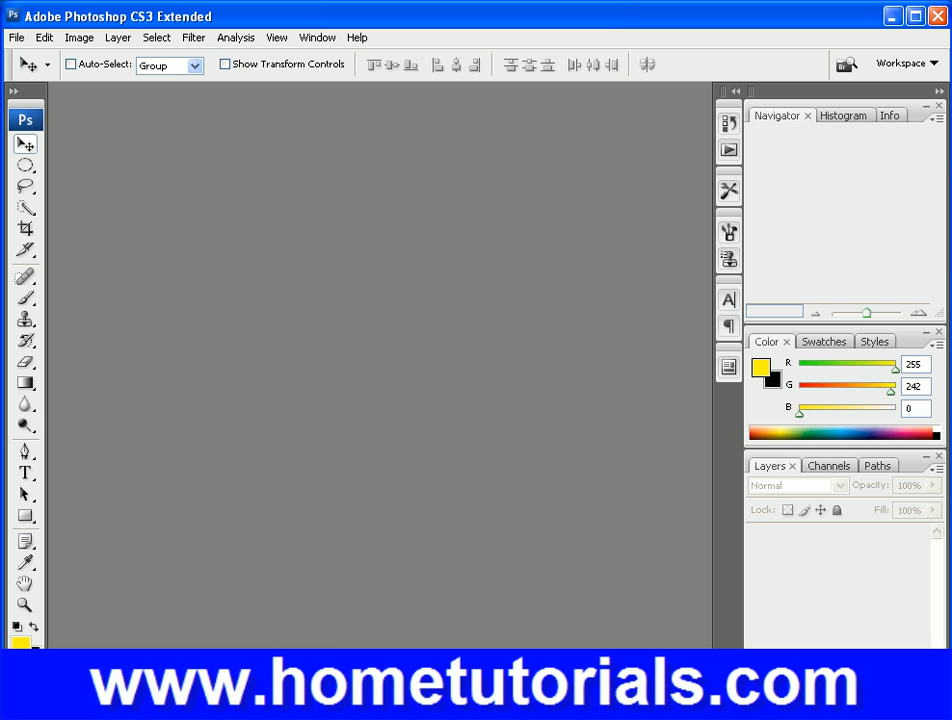 Ps Adobe Photoshop CS3 Extended
File Edit Image Layer Select Filter Analysis View Window Help
Auto-Select: Group Show Transform Controls Workspace
Ps
Navigator Histogram Info
Color Swatches Styles
R 255
G 242
B 0
Layers Channels Paths
Normal Opacity: 100%
Lock: Fill: 100%
T
A
www.hometutorials.com